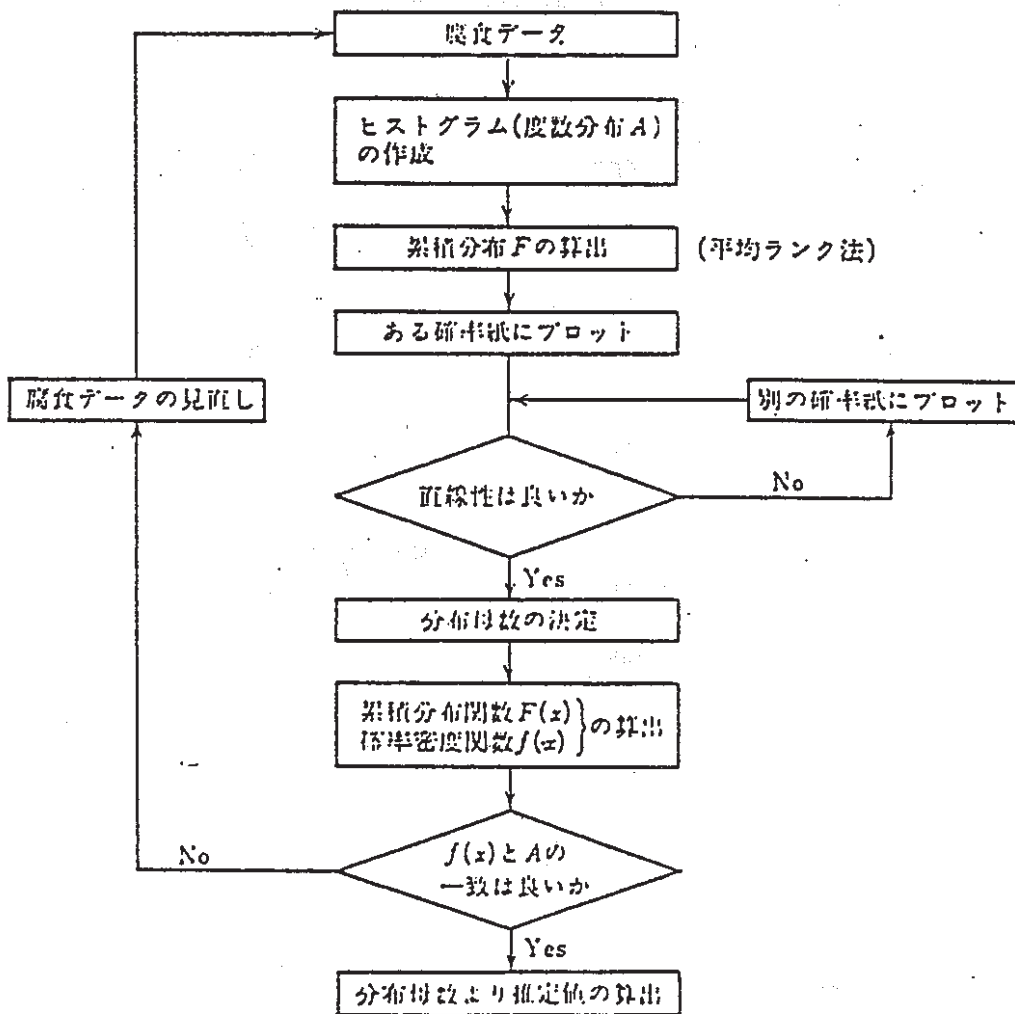 腐食データ
ヒストグラム(度数分布A)
の作成
累積分布Fの算出
(平均ランク法)
ある確率紙にプロット
腐食データの見直し
別の確率紙にプロット
直線性は良いか
No
Yes
分布母数の決定
累積分布関数F(x)
確率密度関数f(x)
}の算出
f(x)とAの
一致は良いか
No
Yes
分布母数より推定値の算出